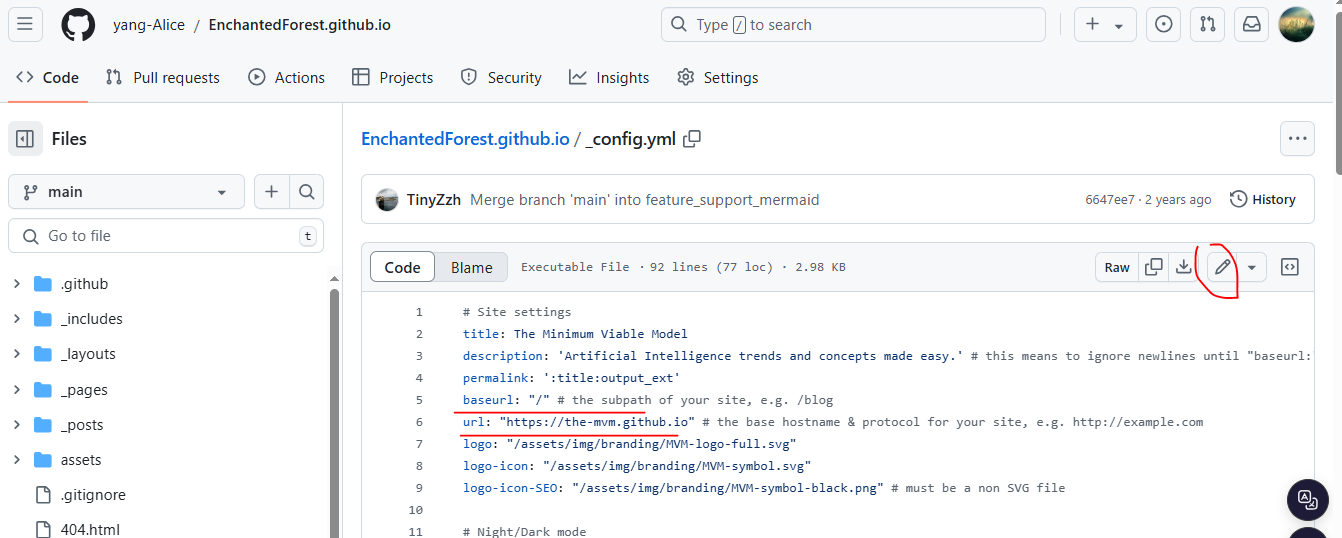 yang-Alice / EnchantedForest.github.io
Type / to search
Code Pull requests Actions Projects Security Insights Settings
Files
EnchantedForest.github.io / _config.yml
main
TinyZzh Merge branch 'main' into feature_support_mermaid 6647ee7 · 2 years ago History
Go to file t
Code Blame Executable File · 92 lines (77 loc) · 2.98 KB Raw
.github
_includes
_layouts
_pages
_posts
assets
.gitignore
404.html
1 # Site settings
2 title: The Minimum Viable Model
3 description: 'Artificial Intelligence trends and concepts made easy.' # this means to ignore newlines until "baseurl:
4 permalink: ':title:output_ext'
5 baseurl: "/" # the subpath of your site, e.g. /blog
6 url: "https://the-mvm.github.io" # the base hostname & protocol for your site, e.g. http://example.com
7 logo: "/assets/img/branding/MVM-logo-full.svg"
8 logo-icon: "/assets/img/branding/MVM-symbol.svg"
9 logo-icon-SEO: "/assets/img/branding/MVM-symbol-black.png" # must be a non SVG file
10
11 # Night/Dark mode